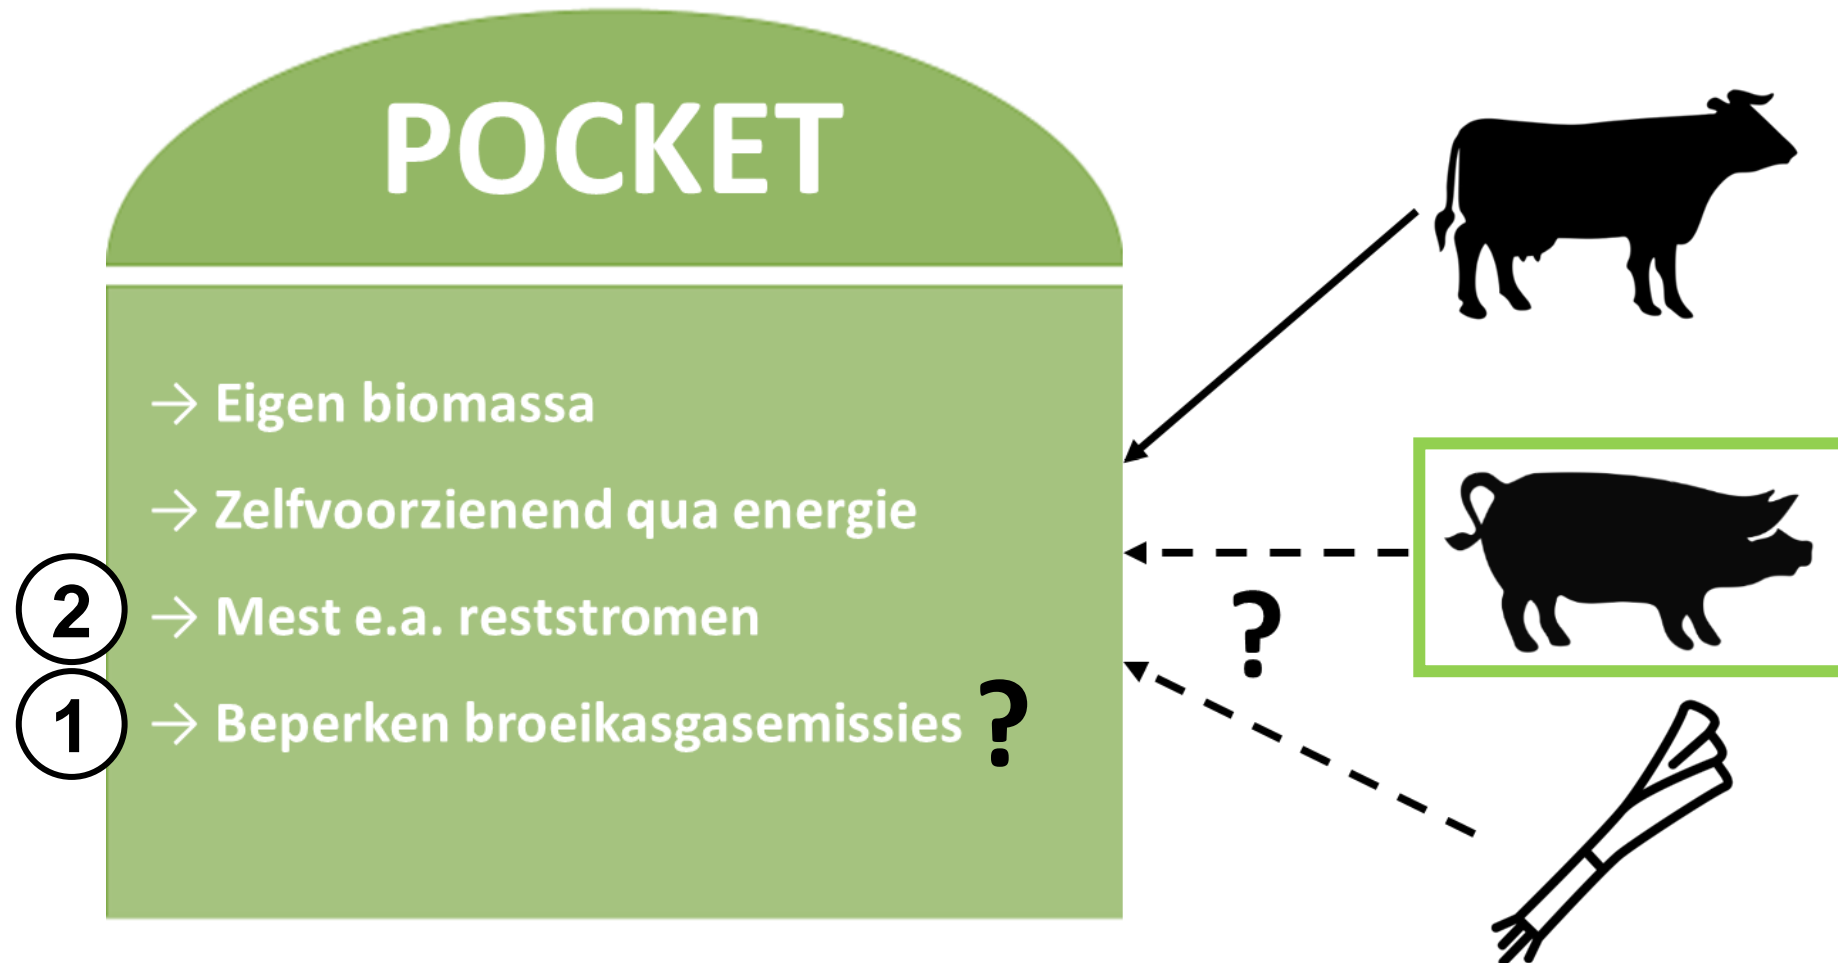 POCKET
→ Eigen biomassa
→ Zelfvoorzienend qua energie
2 → Mest e.a. reststromen
?
1 → Beperken broeikasgasemissies ?